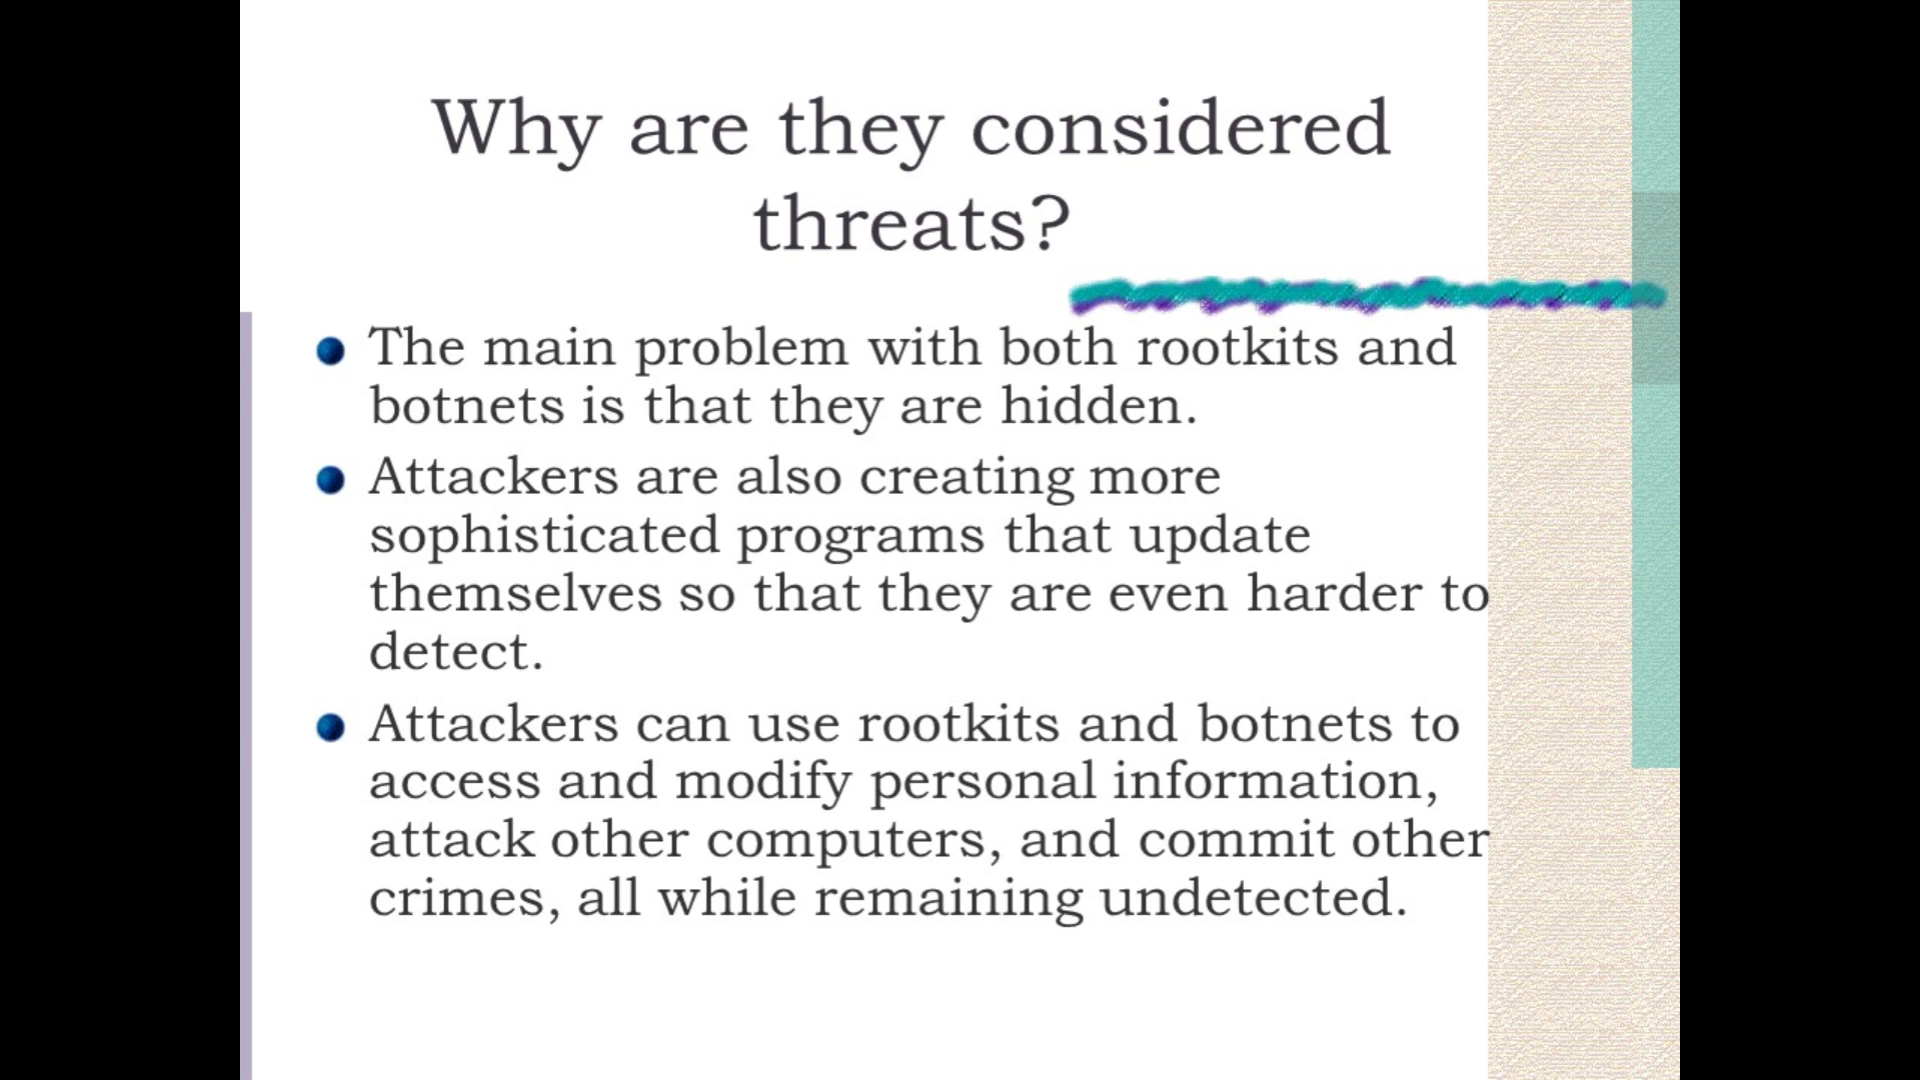 Why are they considered
threats?
The main problem with both rootkits and
botnets is that they are hidden.
Attackers are also creating more
sophisticated programs that update
themselves so that they are even harder to
detect.
Attackers can use rootkits and botnets to
access and modify personal information,
attack other computers, and commit other
crimes, all while remaining undetected.